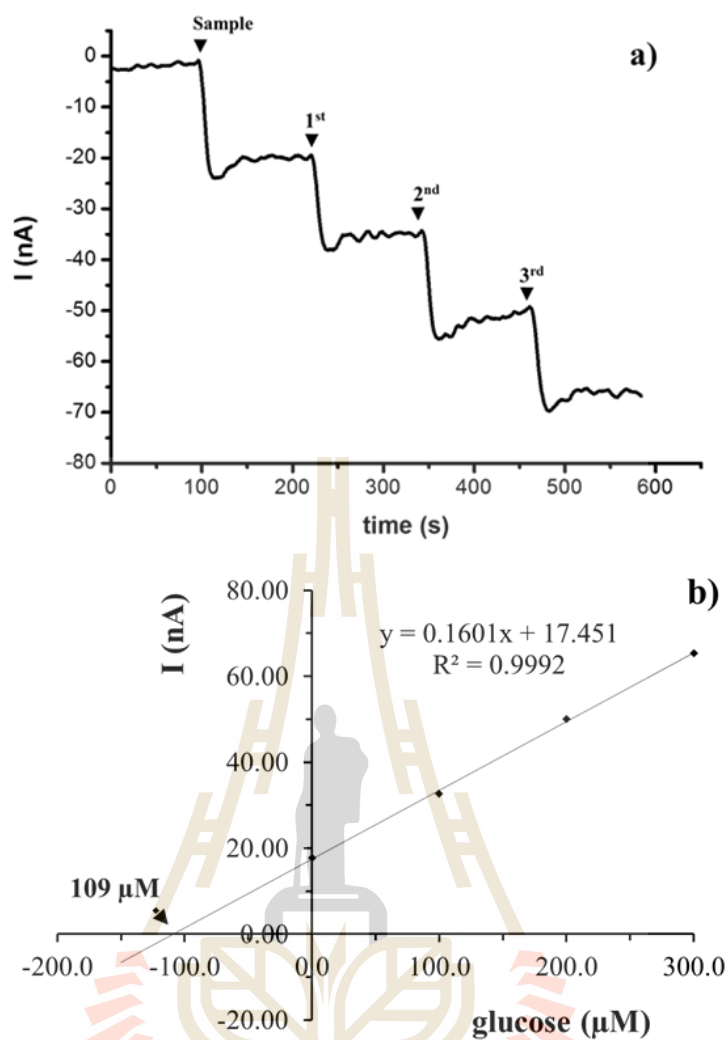 Sample
a)
0
-10
-20
-30
-40
-50
-60
-70
-80
1st
2nd
3rd
I (nA)
0 100 200 300 400 500 600
time (s)
b)
I (nA)
80.00
60.00
40.00
20.00
0.00
-20.00
y = 0.1601x + 17.451
R² = 0.9992
109 µM
-200.0 -100.0 0.0 100.0 200.0 300.0
glucose (µM)